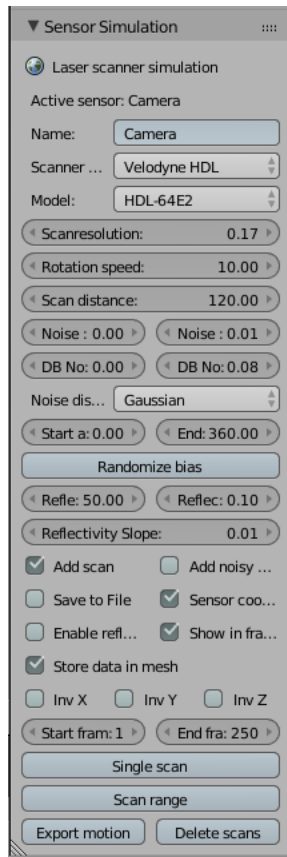 Sensor Simulation
Laser scanner simulation
Active sensor: Camera
Name: Camera
Scanner ... Velodyne HDL
Model: HDL-64E2
Scanresolution: 0.17
Rotation speed: 10.00
Scan distance: 120.00
Noise : 0.00 Noise : 0.01
DB No: 0.00 DB No: 0.08
Noise dis... Gaussian
Start a: 0.00 End: 360.00
Randomize bias
Refle: 50.00 Reflec: 0.10
Reflectivity Slope: 0.01
Add scan Add noisy ...
Save to File Sensor coo...
Enable refl... Show in fra...
Store data in mesh
Inv X Inv Y Inv Z
Start fram: 1 End fra: 250
Single scan
Scan range
Export motion Delete scans